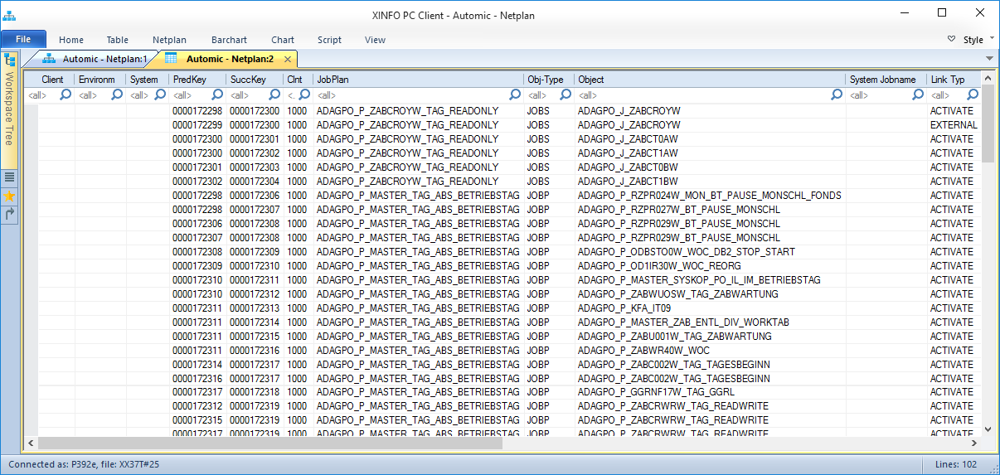 XINFO PC Client - Automic - Netplan
File Home Table Netplan Barchart Chart Script View Style
Automic - Netplan:1 Automic - Netplan:2
Workspace Tree
Client Environm System PredKey SuccKey Clnt JobPlan Obj-Type Object System Jobname Link Typ
<all> <all> <all> <all> <all> <. <all> <all> <all> <all> <all>
0000172298 0000172300 1000 ADAGPO_P_ZABCROYW_TAG_READONLY JOBS ADAGPO_J_ZABCROYW ACTIVATE
0000172299 0000172300 1000 ADAGPO_P_ZABCROYW_TAG_READONLY JOBS ADAGPO_J_ZABCROYW EXTERNAL
0000172300 0000172301 1000 ADAGPO_P_ZABCROYW_TAG_READONLY JOBS ADAGPO_J_ZABCT0AW ACTIVATE
0000172300 0000172302 1000 ADAGPO_P_ZABCROYW_TAG_READONLY JOBS ADAGPO_J_ZABCT1AW ACTIVATE
0000172301 0000172303 1000 ADAGPO_P_ZABCROYW_TAG_READONLY JOBS ADAGPO_J_ZABCT0BW ACTIVATE
0000172302 0000172304 1000 ADAGPO_P_ZABCROYW_TAG_READONLY JOBS ADAGPO_J_ZABCT1BW ACTIVATE
0000172298 0000172306 1000 ADAGPO_P_MASTER_TAG_ABS_BETRIEBSTAG JOBP ADAGPO_P_RZPR024W_MON_BT_PAUSE_MONSCHL_FONDS ACTIVATE
0000172298 0000172307 1000 ADAGPO_P_MASTER_TAG_ABS_BETRIEBSTAG JOBP ADAGPO_P_RZPR027W_BT_PAUSE_MONSCHL ACTIVATE
0000172306 0000172308 1000 ADAGPO_P_MASTER_TAG_ABS_BETRIEBSTAG JOBP ADAGPO_P_RZPR029W_BT_PAUSE_MONSCHL ACTIVATE
0000172307 0000172308 1000 ADAGPO_P_MASTER_TAG_ABS_BETRIEBSTAG JOBP ADAGPO_P_RZPR029W_BT_PAUSE_MONSCHL ACTIVATE
0000172308 0000172309 1000 ADAGPO_P_MASTER_TAG_ABS_BETRIEBSTAG JOBP ADAGPO_P_ODBSTO0W_WOC_DB2_STOP_START ACTIVATE
0000172309 0000172310 1000 ADAGPO_P_MASTER_TAG_ABS_BETRIEBSTAG JOBP ADAGPO_P_OD1IR30W_WOC_REORG ACTIVATE
0000172310 0000172311 1000 ADAGPO_P_MASTER_TAG_ABS_BETRIEBSTAG JOBP ADAGPO_P_MASTER_SYSKOP_PO_IL_IM_BETRIEBSTAG ACTIVATE
0000172310 0000172312 1000 ADAGPO_P_MASTER_TAG_ABS_BETRIEBSTAG JOBP ADAGPO_P_ZABWUOSW_TAG_ZABWARTUNG ACTIVATE
0000172311 0000172313 1000 ADAGPO_P_MASTER_TAG_ABS_BETRIEBSTAG JOBP ADAGPO_P_KFA_IT09 ACTIVATE
0000172311 0000172314 1000 ADAGPO_P_MASTER_TAG_ABS_BETRIEBSTAG JOBP ADAGPO_P_MASTER_ZAB_ENTL_DIV_WORKTAB ACTIVATE
0000172311 0000172315 1000 ADAGPO_P_MASTER_TAG_ABS_BETRIEBSTAG JOBP ADAGPO_P_ZABU001W_TAG_ZABWARTUNG ACTIVATE
0000172311 0000172316 1000 ADAGPO_P_MASTER_TAG_ABS_BETRIEBSTAG JOBP ADAGPO_P_ZABWR40W_WOC ACTIVATE
0000172314 0000172317 1000 ADAGPO_P_MASTER_TAG_ABS_BETRIEBSTAG JOBP ADAGPO_P_ZABC002W_TAG_TAGESBEGINN ACTIVATE
0000172316 0000172317 1000 ADAGPO_P_MASTER_TAG_ABS_BETRIEBSTAG JOBP ADAGPO_P_ZABC002W_TAG_TAGESBEGINN ACTIVATE
0000172317 0000172318 1000 ADAGPO_P_MASTER_TAG_ABS_BETRIEBSTAG JOBP ADAGPO_P_GGRNF17W_TAG_GGRL ACTIVATE
0000172312 0000172319 1000 ADAGPO_P_MASTER_TAG_ABS_BETRIEBSTAG JOBP ADAGPO_P_ZABCRWRW_TAG_READWRITE ACTIVATE
0000172315 0000172319 1000 ADAGPO_P_MASTER_TAG_ABS_BETRIEBSTAG JOBP ADAGPO_P_ZABCRWRW_TAG_READWRITE ACTIVATE
0000172317 0000172319 1000 ADAGPO_P_MASTER_TAG_ABS_BETRIEBSTAG JOBP ADAGPO_P_ZABCRWRW_TAG_READWRITE ACTIVATE
Connected as: P392e, file: XX37T#25 Lines: 102